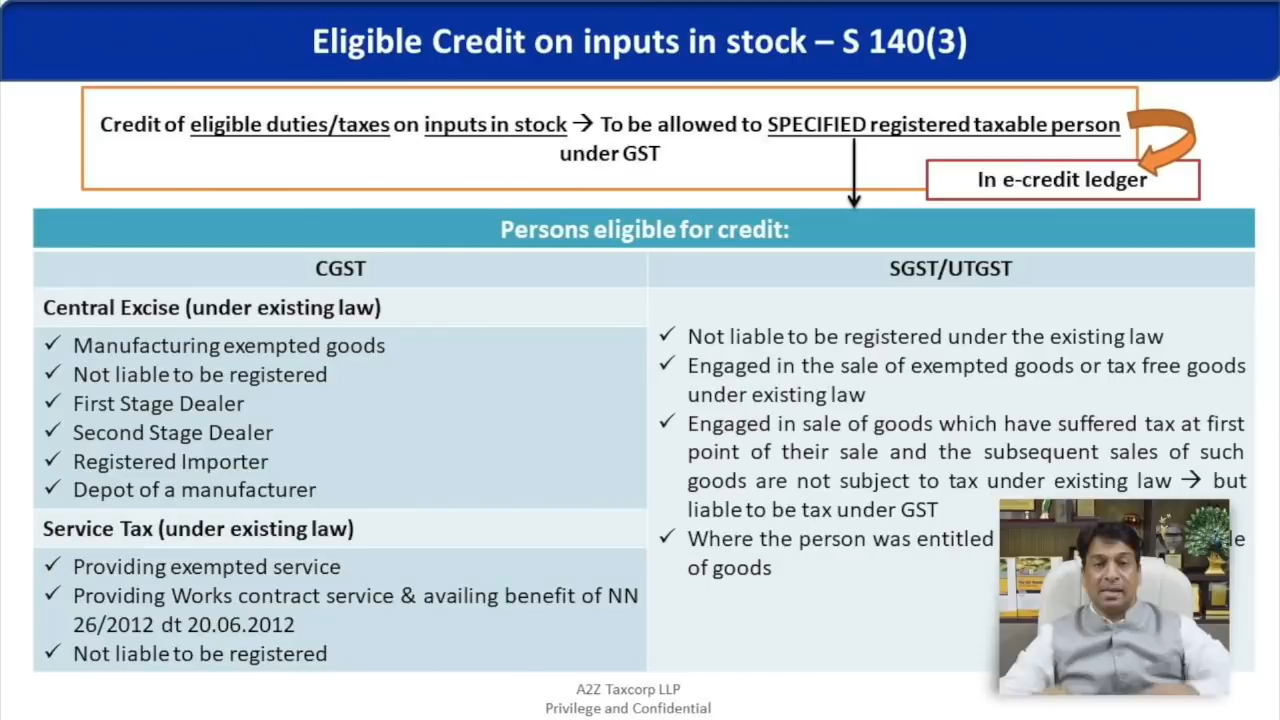 Eligible Credit on inputs in stock – S 140(3)
Credit of eligible duties/taxes on inputs in stock → To be allowed to SPECIFIED registered taxable person
under GST
In e-credit ledger
Persons eligible for credit:
CGST
Central Excise (under existing law)
✓ Manufacturing exempted goods
✓ Not liable to be registered
✓ First Stage Dealer
✓ Second Stage Dealer
✓ Registered Importer
✓ Depot of a manufacturer
Service Tax (under existing law)
✓ Providing exempted service
✓ Providing Works contract service & availing benefit of NN
26/2012 dt 20.06.2012
✓ Not liable to be registered
SGST/UTGST
✓ Not liable to be registered under the existing law
✓ Engaged in the sale of exempted goods or tax free goods
under existing law
✓ Engaged in sale of goods which have suffered tax at first
point of their sale and the subsequent sales of such
goods are not subject to tax under existing law → but
liable to be tax under GST
✓ Where the person was entitled
of goods
A2Z Taxcorp LLP
Privilege and Confidential